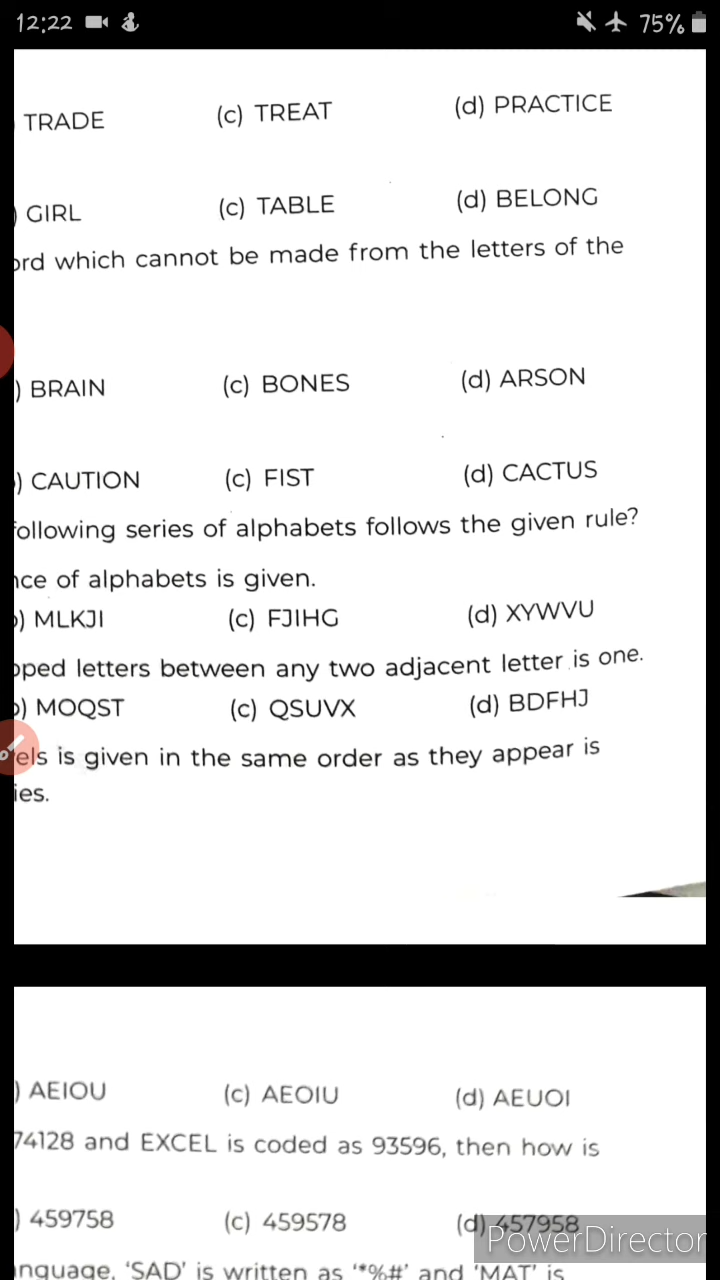 12:22 75%
TRADE (c) TREAT (d) PRACTICE
) GIRL (c) TABLE (d) BELONG
which cannot be made from the letters of the
) BRAIN (c) BONES (d) ARSON
) CAUTION (c) FIST (d) CACTUS
following series of alphabets follows the given rule?
of alphabets is given.
) MLKJI (c) FJIHG (d) XYWVU
letters between any two adjacent letter is one.
) MOQST (c) QSUVX (d) BDFHJ
is given in the same order as they appear is
ies.
) AEIOU (c) AEOIU (d) AEUOI
74128 and EXCEL is coded as 93596, then how is
) 459758 (c) 459578 (d) 457958
PowerDirector
nguage, 'SAD' is written as '*%#' and 'MAT' is